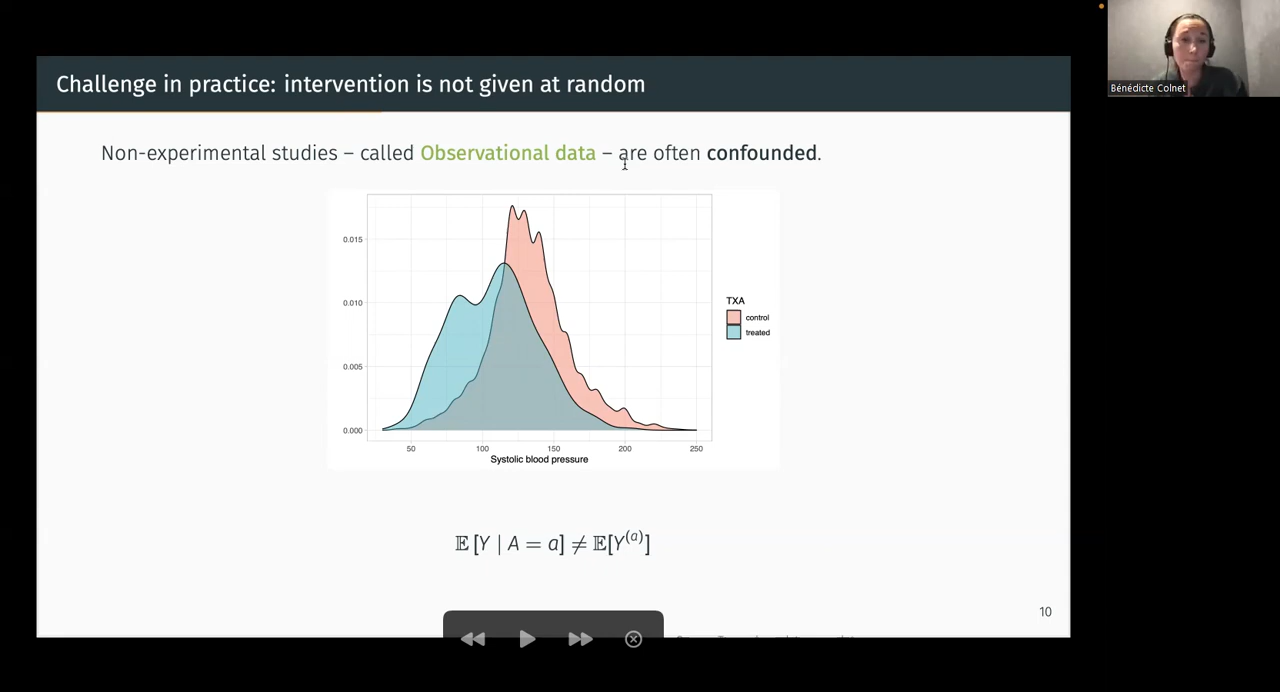 Challenge in practice: intervention is not given at random
Bénédicte Colnet
Non-experimental studies – called Observational data – are often confounded.
0.015
0.010
0.005
0.000
50 100 150 200 250
Systolic blood pressure
TXA
control
treated
𝔼 [Y | A = a] ≠ 𝔼[Y⁽ᵃ⁾]
10